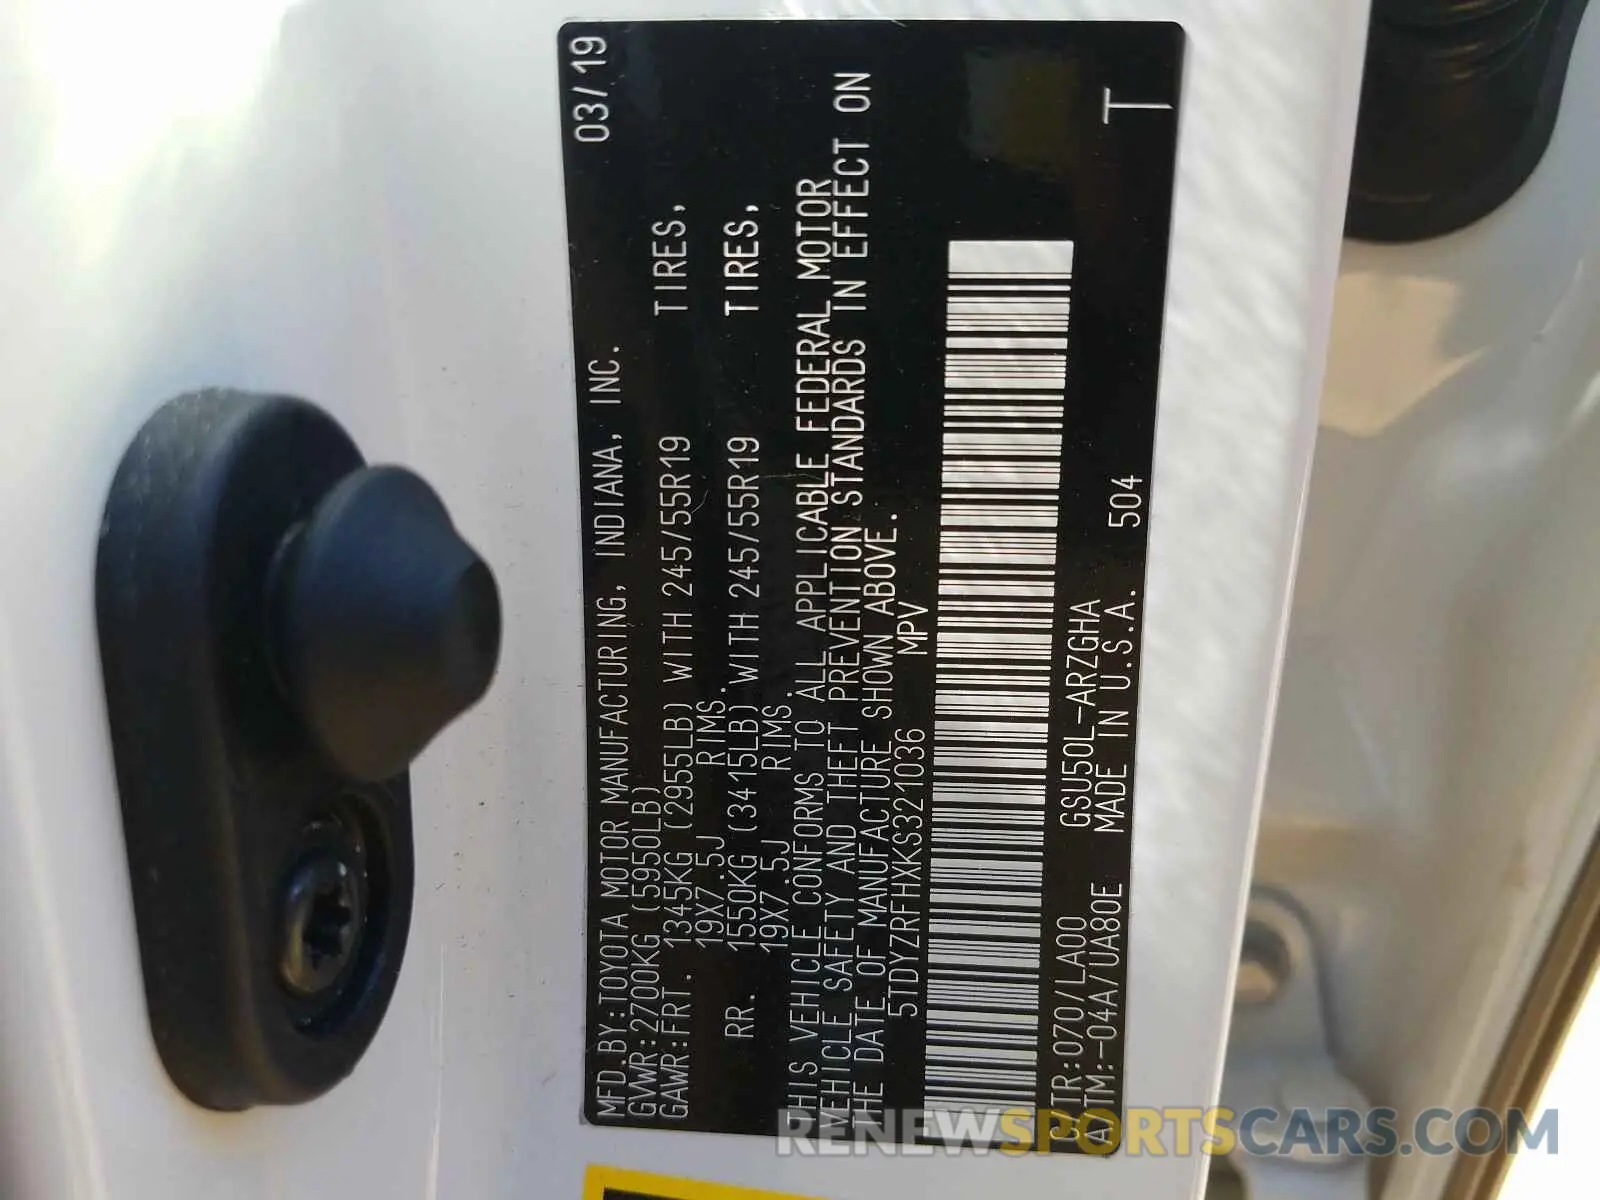 MFD.BY:TOYOTA MOTOR MANUFACTURING, INDIANA, INC. 03/19
GVWR:2700KG (5950LB)
GAWR:FRT. 1345KG (2955LB) WITH 245/55R19 TIRES,
19X7.5J RIMS.
RR. 1550KG (3415LB) WITH 245/55R19 TIRES,
19X7.5J RIMS.
THIS VEHICLE CONFORMS TO ALL APPLICABLE FEDERAL MOTOR
VEHICLE SAFETY AND THEFT PREVENTION STANDARDS IN EFFECT ON
THE DATE OF MANUFACTURE SHOWN ABOVE.
5TDYZRFHXKS321036 MPV
C/TR:070/LA00 GSU50L-ARZGHA
A/TM:-04A/UA80E MADE IN U.S.A. 504 T
RENEWSPORTSCARS.COM